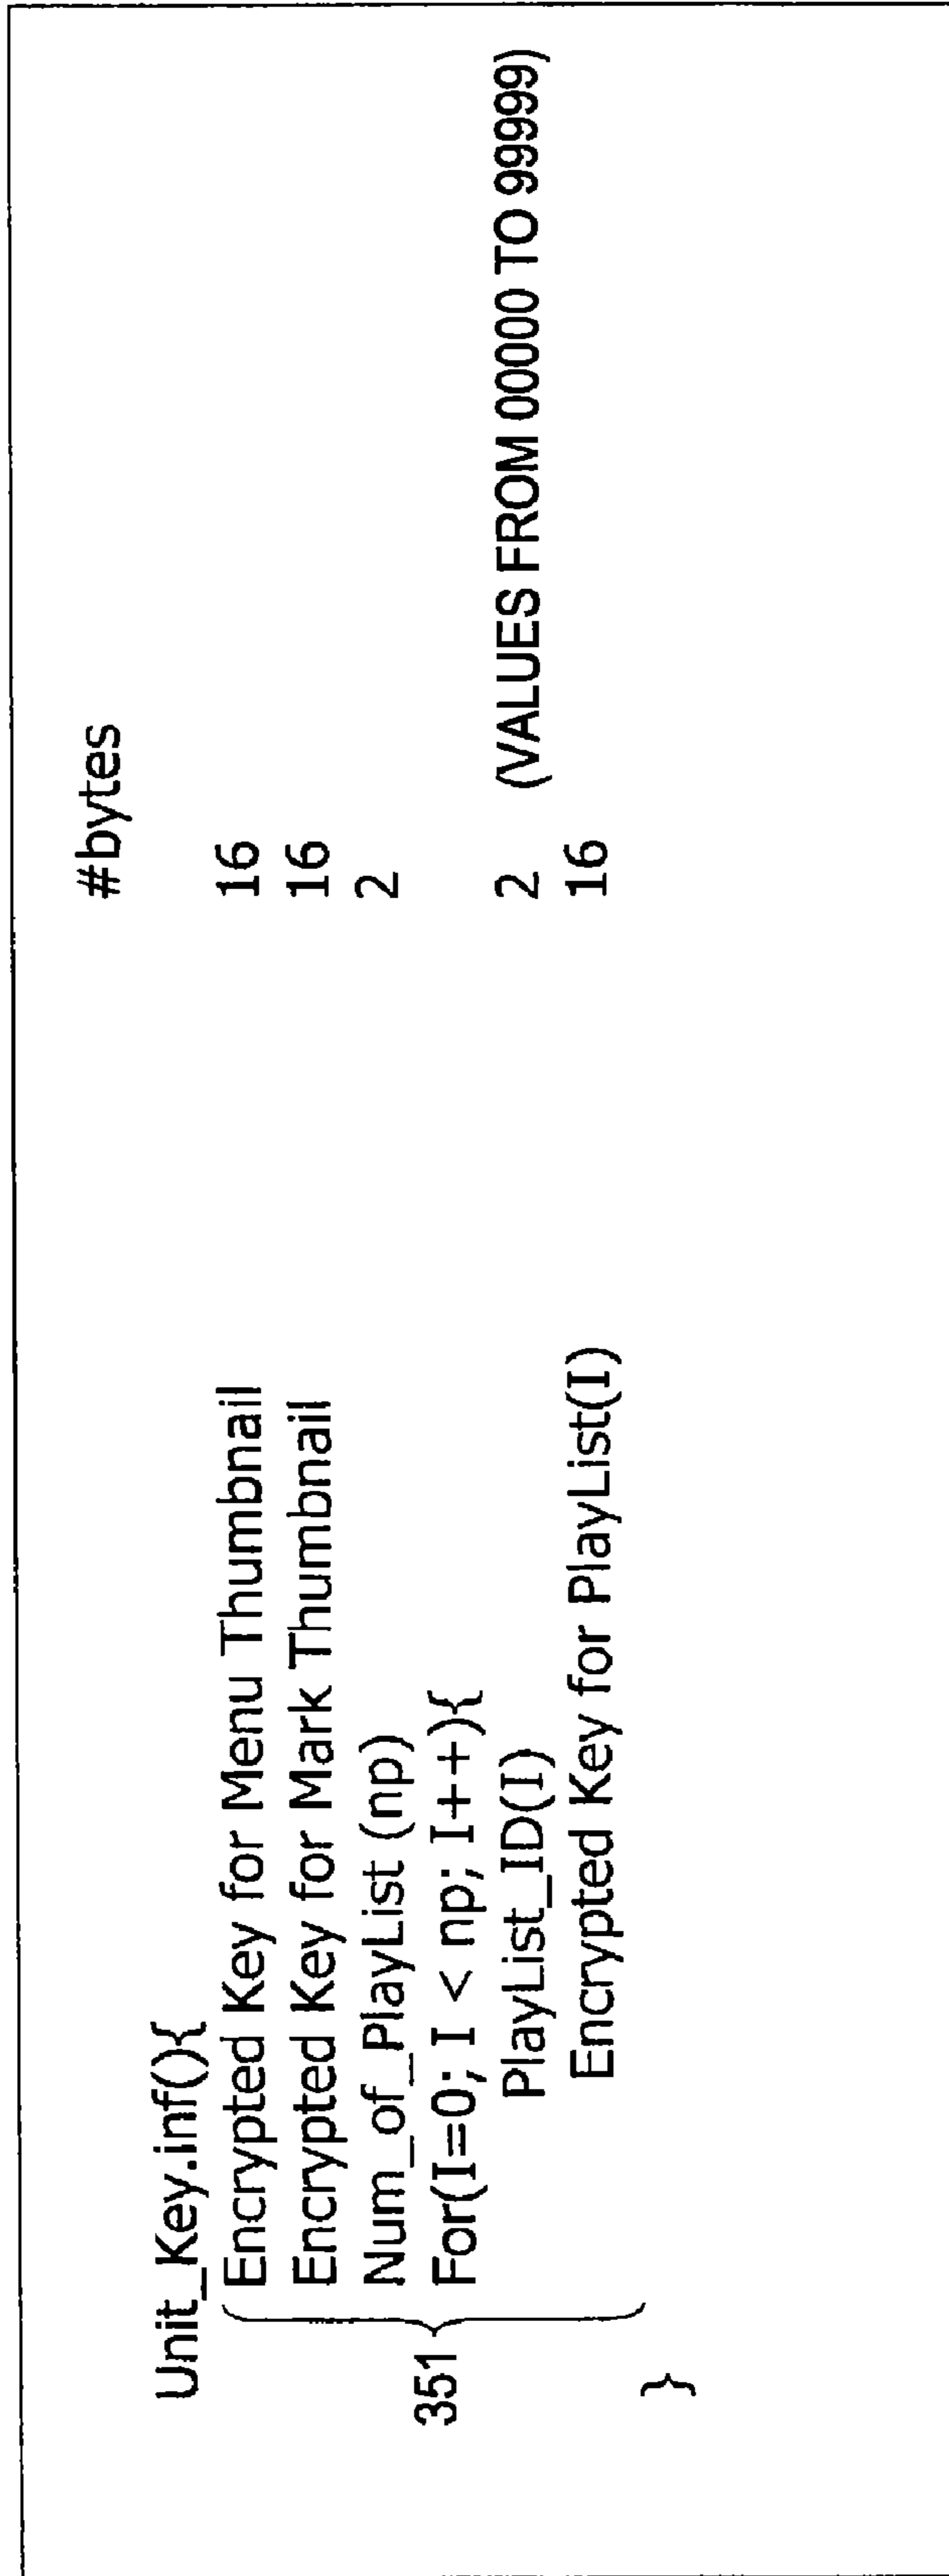 #bytes
Unit_Key.inf(){
Encrypted Key for Menu Thumbnail 16
Encrypted Key for Mark Thumbnail 16
Num_of_PlayList (np) 2
For(I=0; I < np; I++){
PlayList_ID(I) 2 (VALUES FROM 00000 TO 99999)
Encrypted Key for PlayList(I) 16
351
}